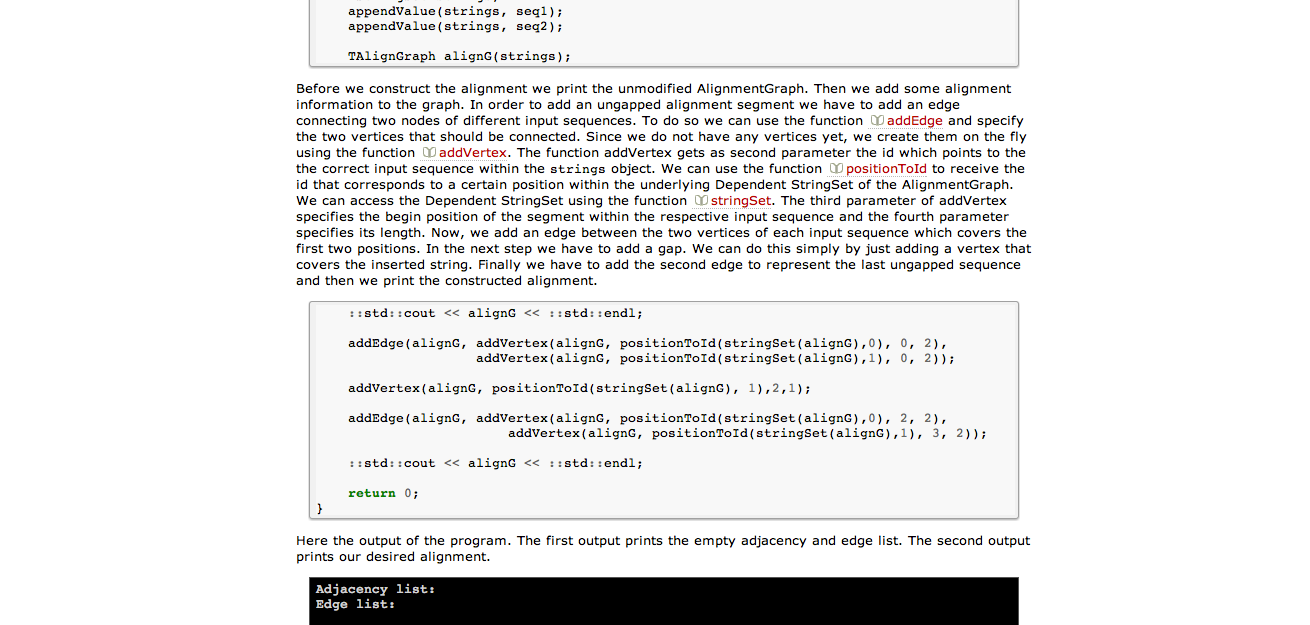 appendValue(strings, seq1);
appendValue(strings, seq2);
TAlignGraph alignG(strings);
Before we construct the alignment we print the unmodified AlignmentGraph. Then we add some alignment
information to the graph. In order to add an ungapped alignment segment we have to add an edge
connecting two nodes of different input sequences. To do so we can use the function addEdge and specify
the two vertices that should be connected. Since we do not have any vertices yet, we create them on the fly
using the function addVertex. The function addVertex gets as second parameter the id which points to the
the correct input sequence within the strings object. We can use the function positionToId to receive the
id that corresponds to a certain position within the underlying Dependent StringSet of the AlignmentGraph.
We can access the Dependent StringSet using the function stringSet. The third parameter of addVertex
specifies the begin position of the segment within the respective input sequence and the fourth parameter
specifies its length. Now, we add an edge between the two vertices of each input sequence which covers the
first two positions. In the next step we have to add a gap. We can do this simply by just adding a vertex that
covers the inserted string. Finally we have to add the second edge to represent the last ungapped sequence
and then we print the constructed alignment.
::std::cout << alignG << ::std::endl;
addEdge(alignG, addVertex(alignG, positionToId(stringSet(alignG),0), 0, 2),
addVertex(alignG, positionToId(stringSet(alignG),1), 0, 2));
addVertex(alignG, positionToId(stringSet(alignG), 1),2,1);
addEdge(alignG, addVertex(alignG, positionToId(stringSet(alignG),0), 2, 2),
addVertex(alignG, positionToId(stringSet(alignG),1), 3, 2));
::std::cout << alignG << ::std::endl;
return 0;
}
Here the output of the program. The first output prints the empty adjacency and edge list. The second output
prints our desired alignment.
Adjacency list:
Edge list: